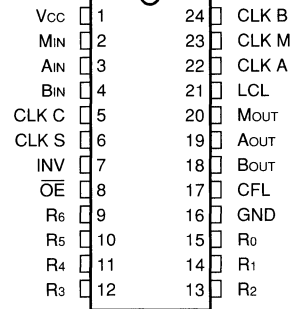 Vcc 1 24 CLK B
MIN 2 23 CLK M
AIN 3 22 CLK A
BIN 4 21 LCL
CLK C 5 20 MOUT
CLK S 6 19 AOUT
INV 7 18 BOUT
OE 8 17 CFL
R6 9 16 GND
R5 10 15 R0
R4 11 14 R1
R3 12 13 R2